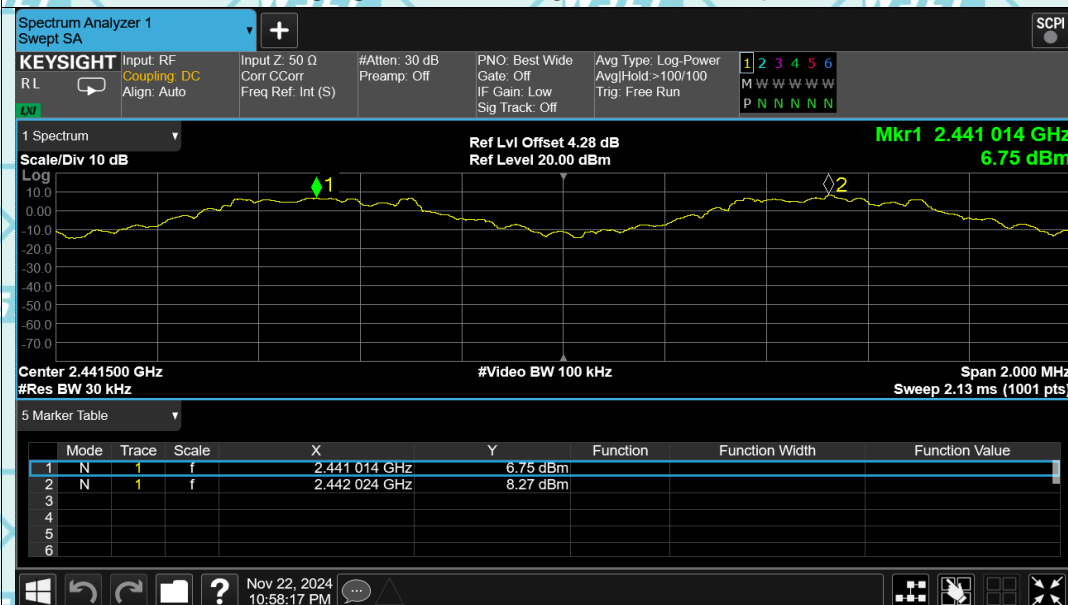 Spectrum Analyzer 1
Swept SA
+
SCPI
KEYSIGHT Input: RF Input Z: 50 Ω #Atten: 30 dB PNO: Best Wide Avg Type: Log-Power 1 2 3 4 5 6
RL Coupling: DC Corr CCorr Preamp: Off Gate: Off Avg|Hold:>100/100 M W W W W W
Align: Auto Freq Ref: Int (S) IF Gain: Low Trig: Free Run
LXI Sig Track: Off P N N N N N
1 Spectrum
Ref Lvl Offset 4.28 dB Mkr1 2.441 014 GHz
Scale/Div 10 dB Ref Level 20.00 dBm 6.75 dBm
Log
1
2
10.0
0.00
-10.0
-20.0
-30.0
-40.0
-50.0
-60.0
-70.0
Center 2.441500 GHz #Video BW 100 kHz Span 2.000 MHz
#Res BW 30 kHz Sweep 2.13 ms (1001 pts)
5 Marker Table
Mode Trace Scale X Y Function Function Width Function Value
1 N 1 f 2.441 014 GHz 6.75 dBm
2 N 1 f 2.442 024 GHz 8.27 dBm
3
4
5
6
? Nov 22, 2024
10:58:17 PM